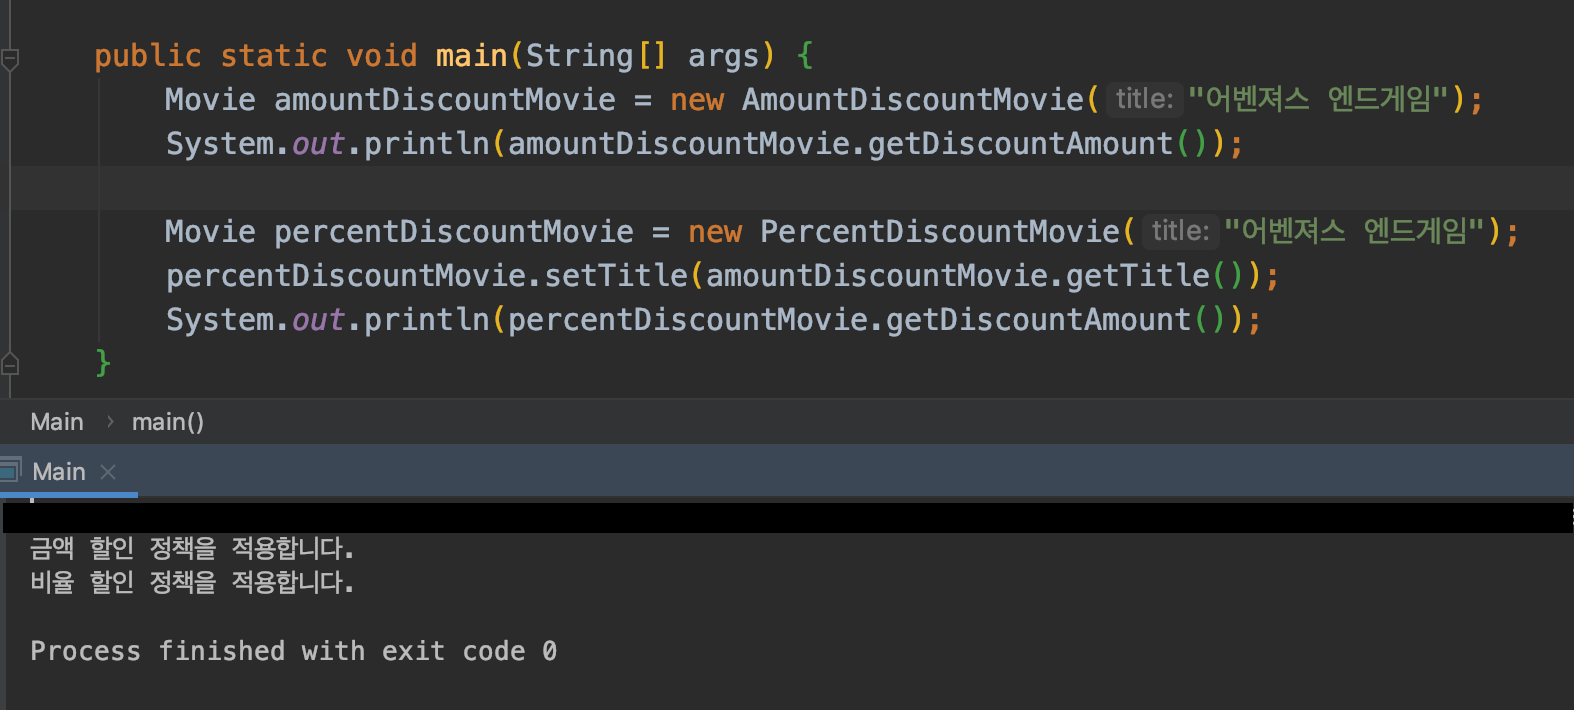 public static void main(String[] args) {
Movie amountDiscountMovie = new AmountDiscountMovie( title: "어벤져스 엔드게임");
System.out.println(amountDiscountMovie.getDiscountAmount());
Movie percentDiscountMovie = new PercentDiscountMovie( title: "어벤져스 엔드게임");
percentDiscountMovie.setTitle(amountDiscountMovie.getTitle());
System.out.println(percentDiscountMovie.getDiscountAmount());
}
Main > main()
Main ×
금액 할인 정책을 적용합니다.
비율 할인 정책을 적용합니다.
Process finished with exit code 0